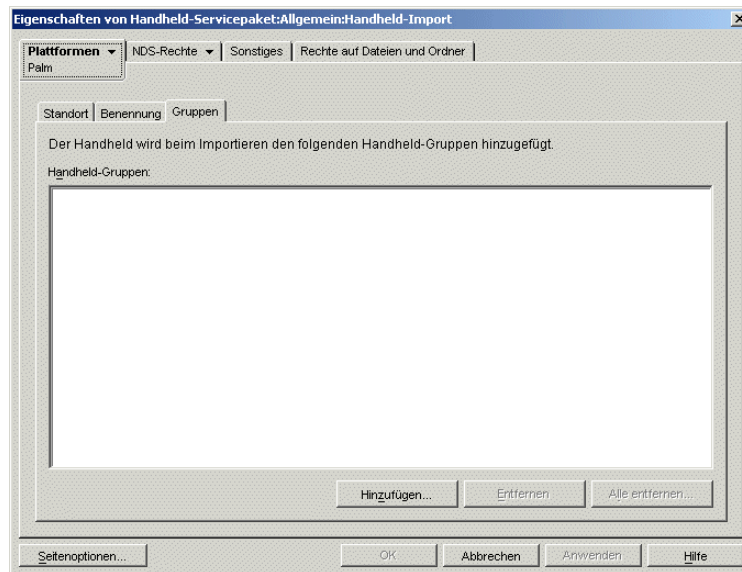 Eigenschaften von Handheld-Servicepaket:Allgemein:Handheld-Import
Plattformen NDS-Rechte Sonstiges Rechte auf Dateien und Ordner
Palm
Standort Benennung Gruppen
Der Handheld wird beim Importieren den folgenden Handheld-Gruppen hinzugefügt.
Handheld-Gruppen:
Hinzufügen... Entfernen Alle entfernen...
Seitenoptionen... OK Abbrechen Anwenden Hilfe